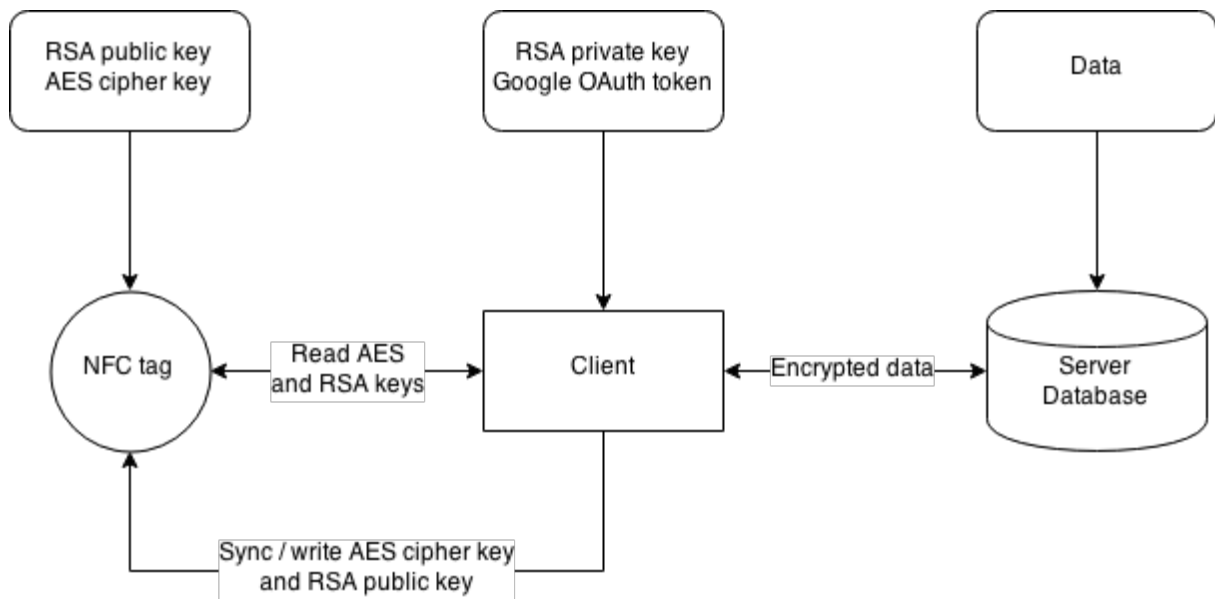 RSA public key
AES cipher key
RSA private key
Google OAuth token
Data
NFC tag
Read AES
and RSA keys
Client
Encrypted data
Server
Database
Sync / write AES cipher key
and RSA public key